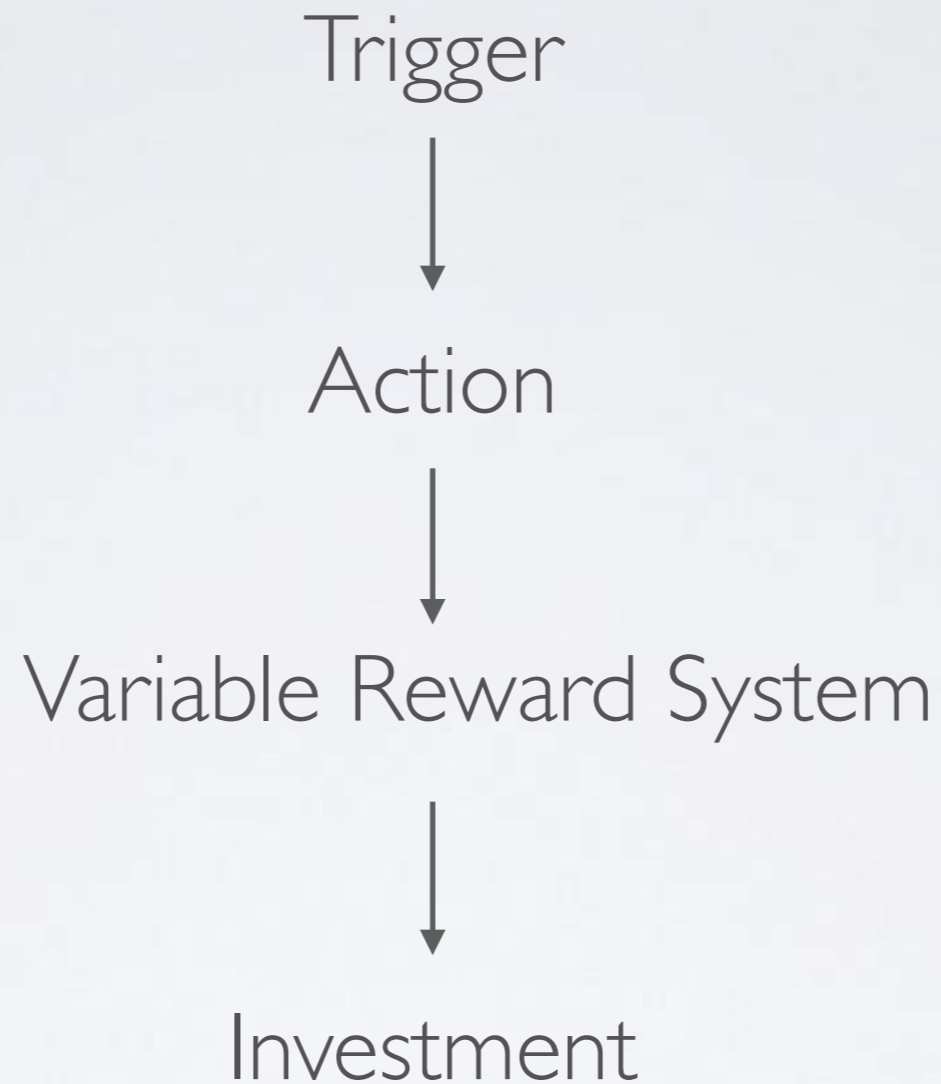 Trigger
Action
Variable Reward System
Investment